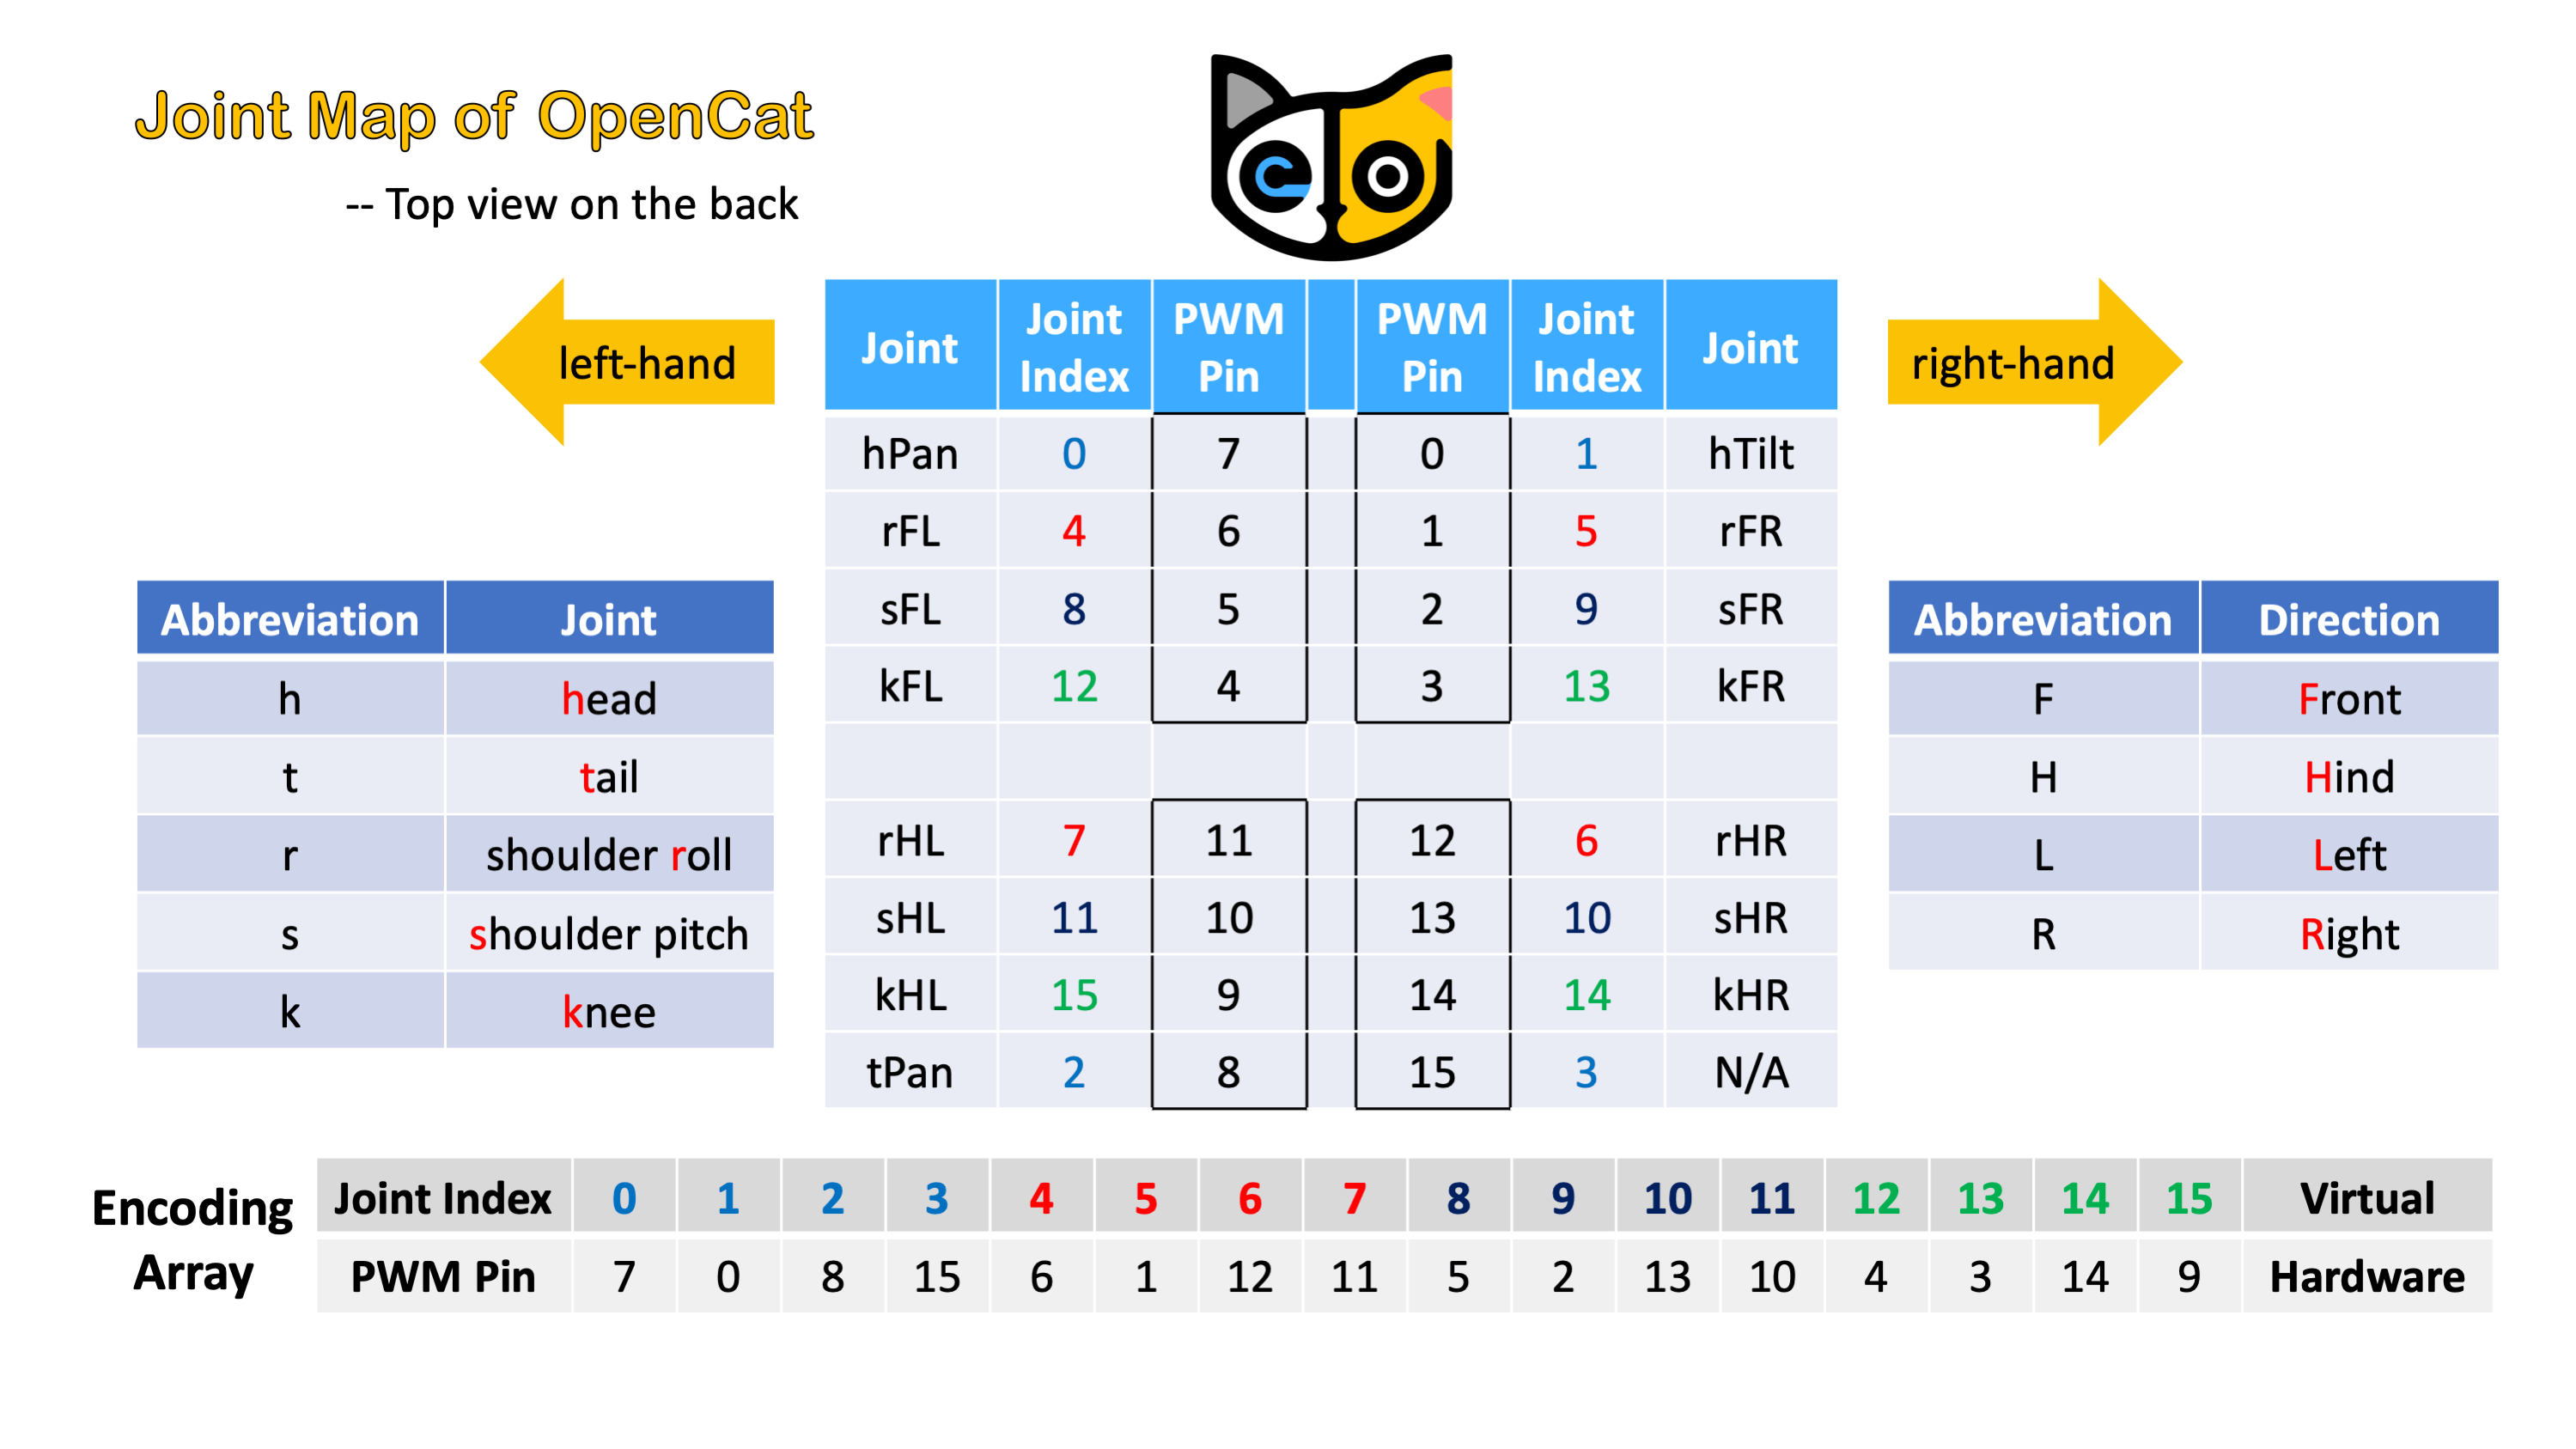 Joint Map of OpenCat
-- Top view on the back
left-hand
right-hand
Joint Joint Index PWM Pin PWM Pin Joint Index Joint
hPan 0 7 0 1 hTilt
rFL 4 6 1 5 rFR
sFL 8 5 2 9 sFR
kFL 12 4 3 13 kFR
rHL 7 11 12 6 rHR
sHL 11 10 13 10 sHR
kHL 15 9 14 14 kHR
tPan 2 8 15 3 N/A
Abbreviation Joint
h head
t tail
r shoulder roll
s shoulder pitch
k knee
Abbreviation Direction
F Front
H Hind
L Left
R Right
Encoding
Array
Joint Index 0 1 2 3 4 5 6 7 8 9 10 11 12 13 14 15 Virtual
PWM Pin 7 0 8 15 6 1 12 11 5 2 13 10 4 3 14 9 Hardware